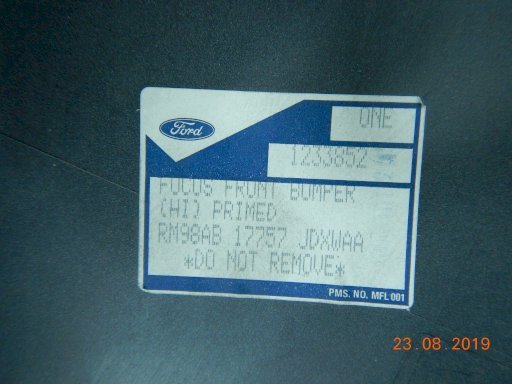 Ford
ONE
1233852
FOCUS FRONT BUMPER
(HI) PRIMED
RM98AB 17757 JDXWAA
*DO NOT REMOVE*
PMS. NO. MFL 001
23.08.2019